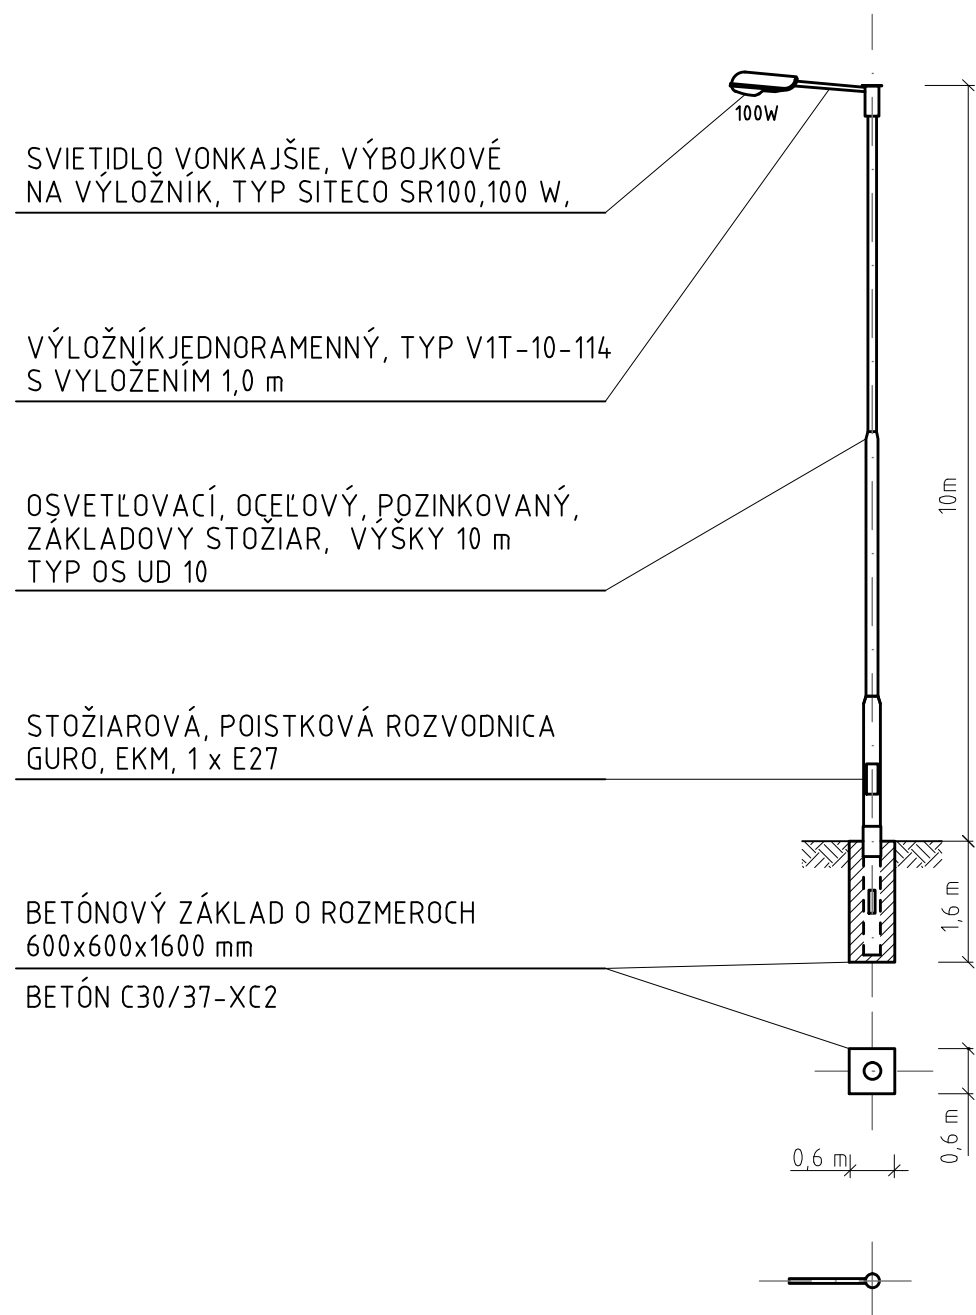 100W
SVIETIDLO VONKAJŠIE, VÝBOJKOVÉ
NA VÝLOŽNÍK, TYP SITECO SR100,100 W,
VÝLOŽNÍKJEDNORAMENNÝ, TYP V1T-10-114
S VYLOŽENÍM 1,0 m
10m
OSVETĽOVACÍ, OCEĽOVÝ, POZINKOVANÝ,
ZÁKLADOVY STOŽIAR, VÝŠKY 10 m
TYP OS UD 10
STOŽIAROVÁ, POISTKOVÁ ROZVODNICA
GURO, EKM, 1 x E27
1,6 m
BETÓNOVÝ ZÁKLAD O ROZMEROCH
600x600x1600 mm
BETÓN C30/37-XC2
0,6 m
0,6 m